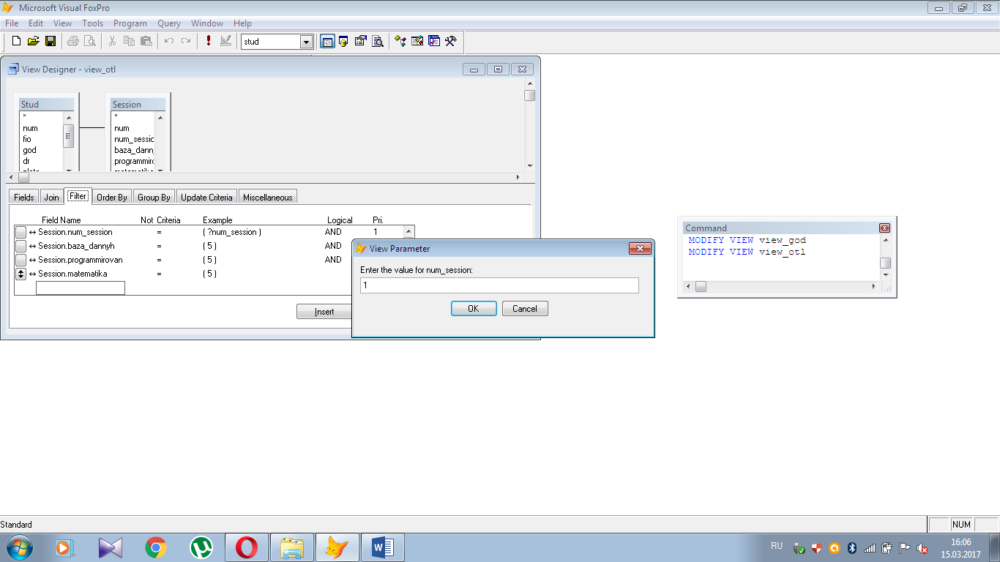 Microsoft Visual FoxPro
File Edit View Tools Program Query Window Help
stud
View Designer - view_otl
Stud
*
num
fio
god
dr
Session
*
num
num_sessio
baza_dann
programmiro
Fields Join Filter Order By Group By Update Criteria Miscellaneous
Field Name Not Criteria Example Logical Pri.
Session.num_session = ( ?num_session ) AND 1
Session.baza_dannyh = ( 5 ) AND
Session.programmirovan = ( 5 ) AND
Session.matematika = ( 5 )
Insert
View Parameter
Enter the value for num_session:
1
OK Cancel
Command
MODIFY VIEW view_god
MODIFY VIEW view_otl
Standard
NUM
RU
16:06
15.03.2017